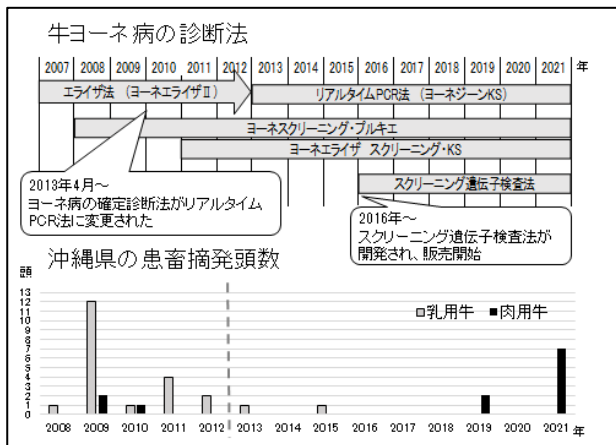 牛ヨーネ病の診断法
2007 2008 2009 2010 2011 2012 2013 2014 2015 2016 2017 2018 2019 2020 2021 年
エライザ法 （ヨーネエライザⅡ）
リアルタイムPCR法 （ヨーネジーンKS）
ヨーネスクリーニング・プルキエ
ヨーネエライザ スクリーニング・KS
スクリーニング遺伝子検査法
2013年4月～
ヨーネ病の確定診断法がリアルタイム
PCR法に変更された
2016年～
スクリーニング遺伝子検査法が
開発され、販売開始
沖縄県の患畜摘発頭数
頭
13
12
11
10
9
8
7
6
5
4
3
2
1
0
乳用牛 肉用牛
2008 2009 2010 2011 2012 2013 2014 2015 2016 2017 2018 2019 2020 2021 年